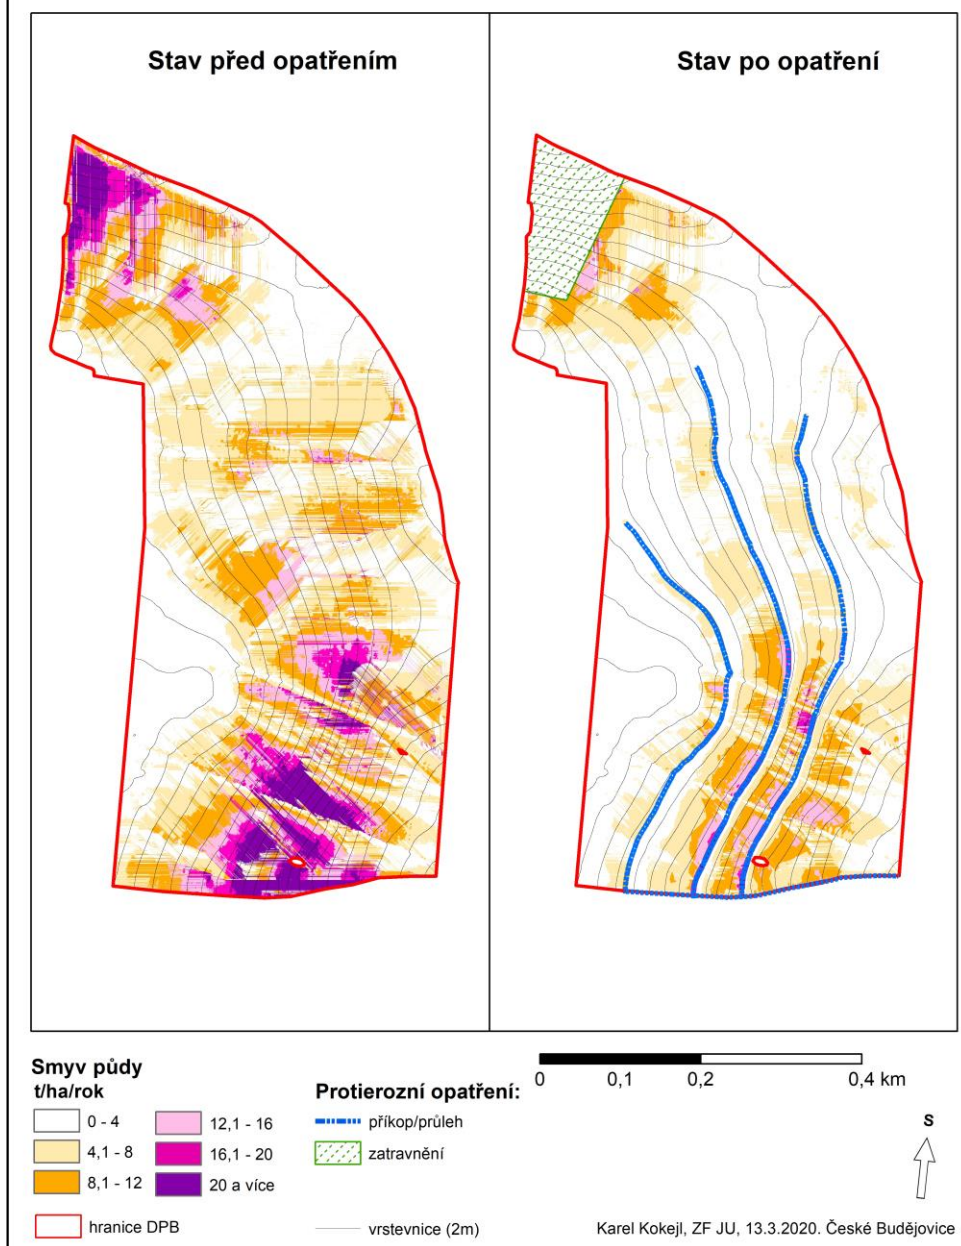 Stav před opatřením
Stav po opatření
Smyv půdy
t/ha/rok
0 - 4
4,1 - 8
8,1 - 12
12,1 - 16
16,1 - 20
20 a více
hranice DPB
Protierozní opatření:
příkop/průleh
zatravnění
vrstevnice (2m)
0 0,1 0,2 0,4 km
S
Karel Kokejl, ZF JU, 13.3.2020. České Budějovice